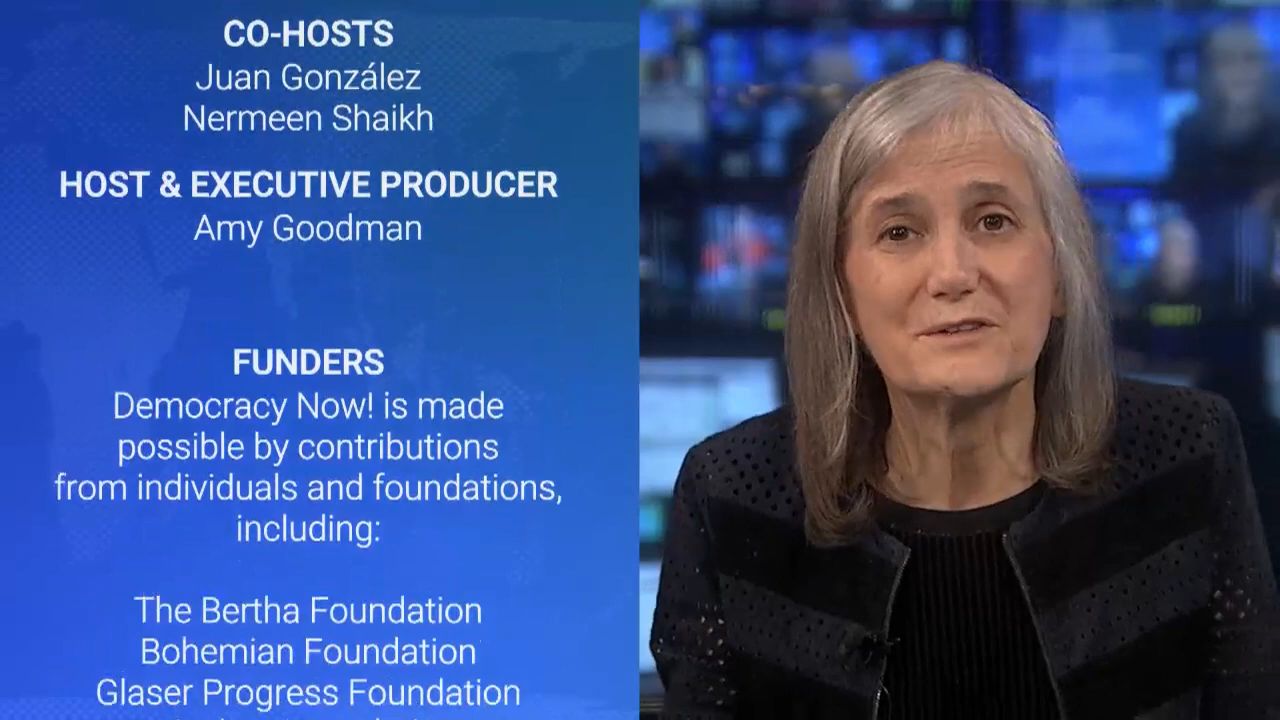 CO-HOSTS
Juan González
Nermeen Shaikh
HOST & EXECUTIVE PRODUCER
Amy Goodman
FUNDERS
Democracy Now! is made
possible by contributions
from individuals and foundations,
including:
The Bertha Foundation
Bohemian Foundation
Glaser Progress Foundation